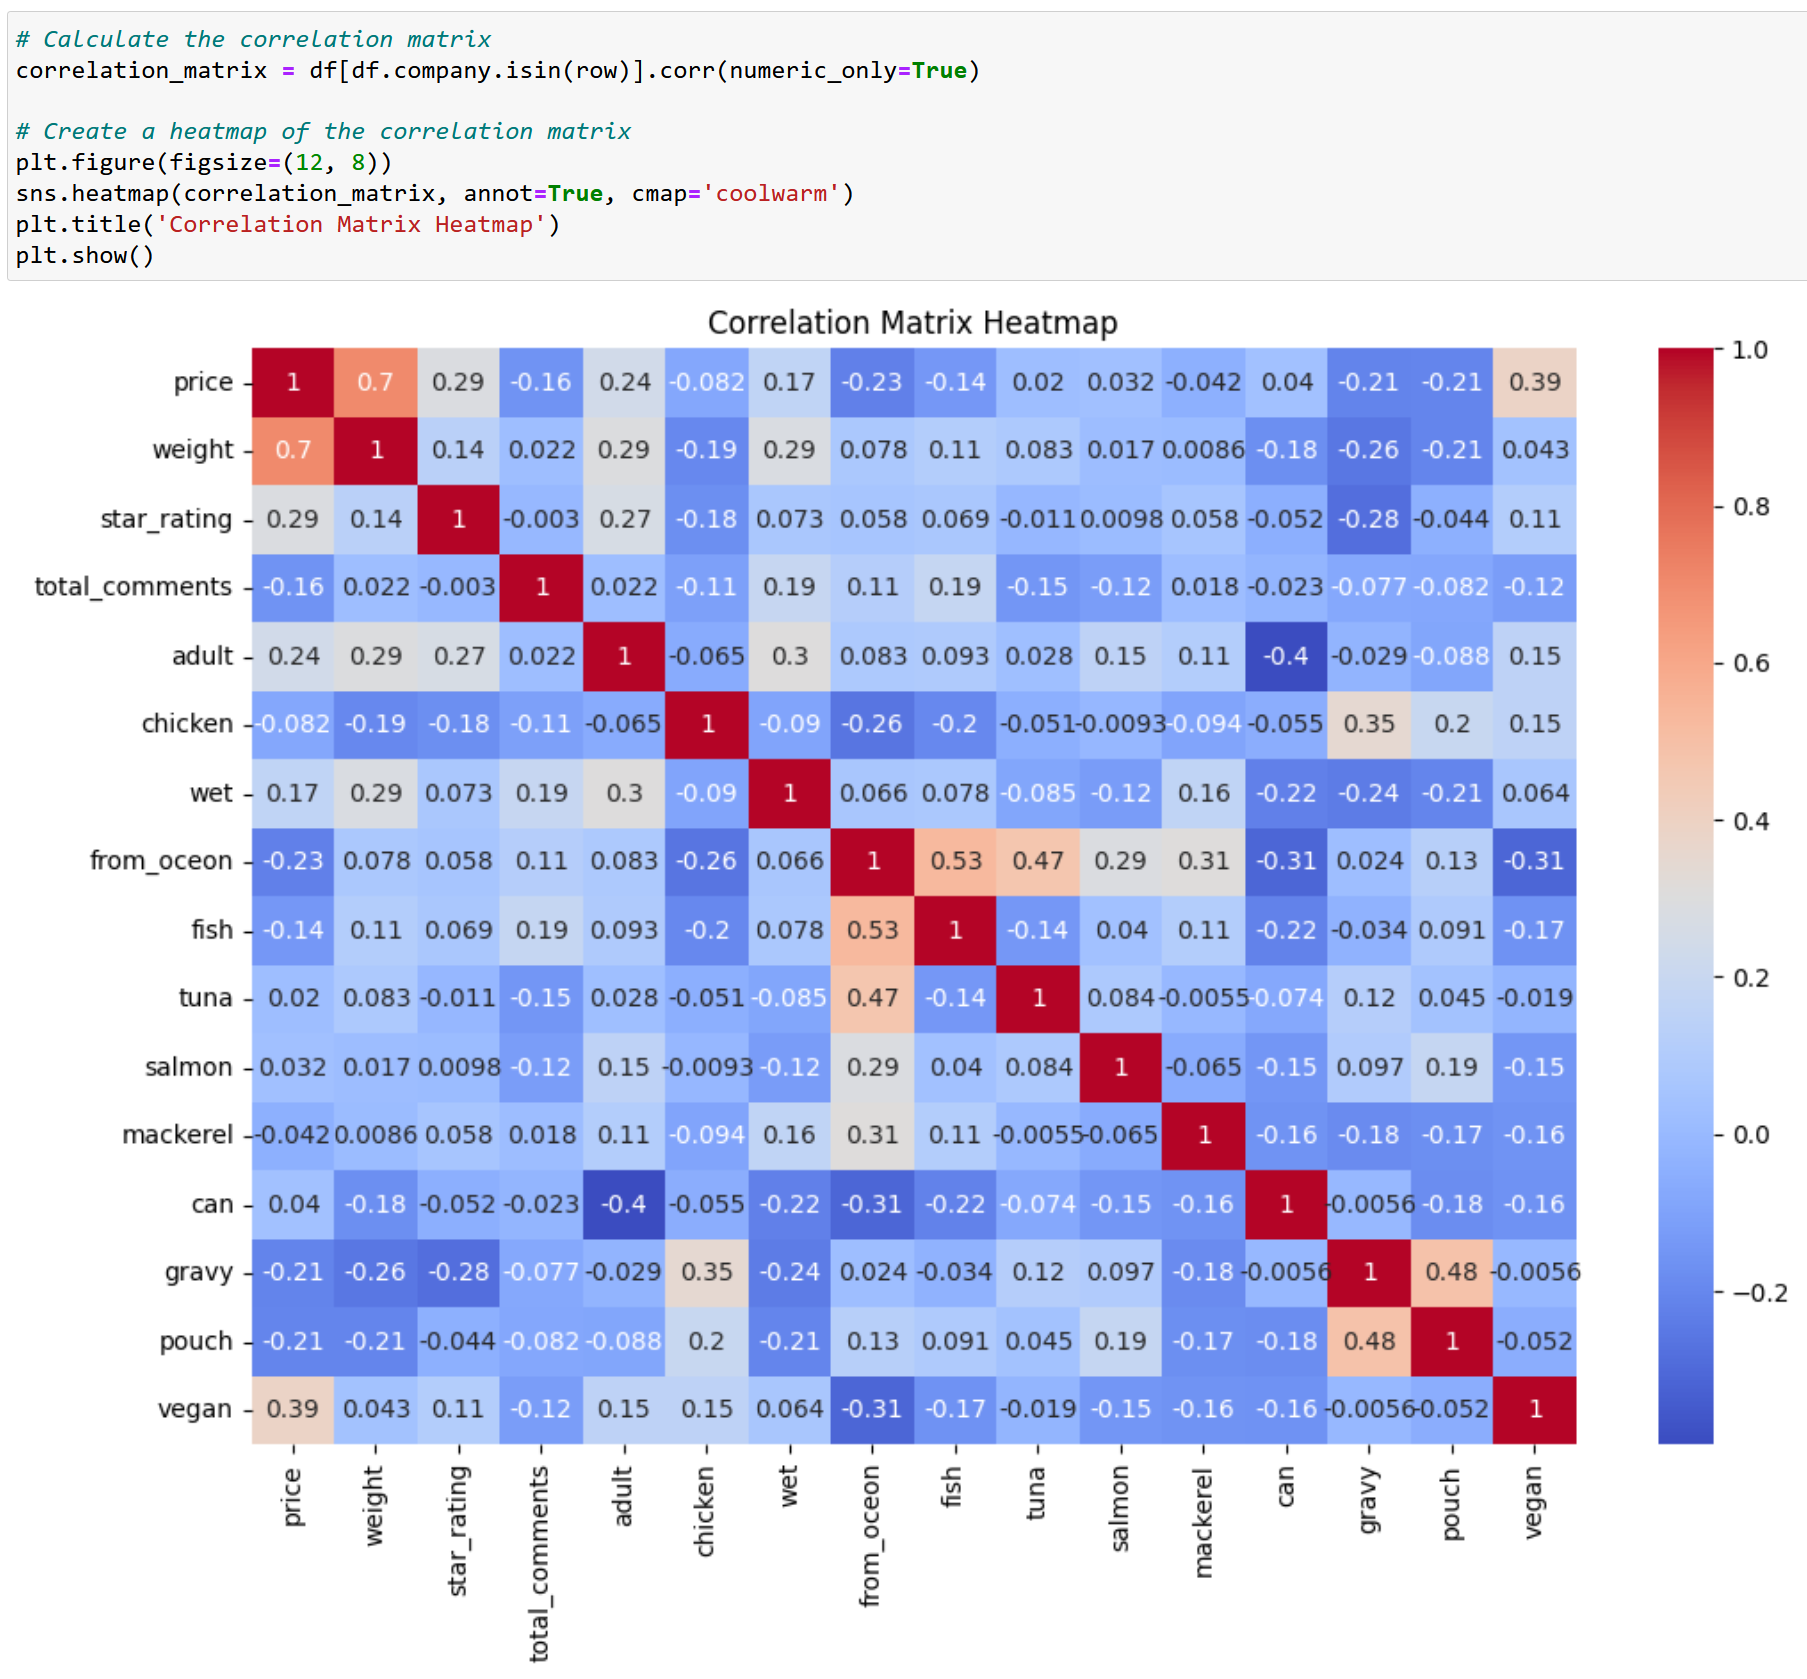 # Calculate the correlation matrix
correlation_matrix = df[df.company.isin(row)].corr(numeric_only=True)
# Create a heatmap of the correlation matrix
plt.figure(figsize=(12, 8))
sns.heatmap(correlation_matrix, annot=True, cmap='coolwarm')
plt.title('Correlation Matrix Heatmap')
plt.show()
Correlation Matrix Heatmap
price 1 0.7 0.29 -0.16 0.24 -0.082 0.17 -0.23 -0.14 0.02 0.032 -0.042 0.04 -0.21 -0.21 0.39
weight 0.7 1 0.14 0.022 0.29 -0.19 0.29 0.078 0.11 0.083 0.017 0.0086 -0.18 -0.26 -0.21 0.043
star_rating 0.29 0.14 1 -0.003 0.27 -0.18 0.073 0.058 0.069 -0.011 0.0098 0.058 -0.052 -0.28 -0.044 0.11
total_comments -0.16 0.022 -0.003 1 0.022 -0.11 0.19 0.11 0.19 -0.15 -0.12 0.018 -0.023 -0.077 -0.082 -0.12
adult 0.24 0.29 0.27 0.022 1 -0.065 0.3 0.083 0.093 0.028 0.15 0.11 -0.4 -0.029 -0.088 0.15
chicken -0.082 -0.19 -0.18 -0.11 -0.065 1 -0.09 -0.26 -0.2 -0.051 -0.0093 -0.094 -0.055 0.35 0.2 0.15
wet 0.17 0.29 0.073 0.19 0.3 -0.09 1 0.066 0.078 -0.085 -0.12 0.16 -0.22 -0.24 -0.21 0.064
from_oceon -0.23 0.078 0.058 0.11 0.083 -0.26 0.066 1 0.53 0.47 0.29 0.31 -0.31 0.024 0.13 -0.31
fish -0.14 0.11 0.069 0.19 0.093 -0.2 0.078 0.53 1 -0.14 0.04 0.11 -0.22 -0.034 0.091 -0.17
tuna 0.02 0.083 -0.011 -0.15 0.028 -0.051 -0.085 0.47 -0.14 1 0.084 -0.0055 -0.074 0.12 0.045 -0.019
salmon 0.032 0.017 0.0098 -0.12 0.15 -0.0093 -0.12 0.29 0.04 0.084 1 -0.065 -0.15 0.097 0.19 -0.15
mackerel -0.042 0.0086 0.058 0.018 0.11 -0.094 0.16 0.31 0.11 -0.0055 -0.065 1 -0.16 -0.18 -0.17 -0.16
can 0.04 -0.18 -0.052 -0.023 -0.4 -0.055 -0.22 -0.31 -0.22 -0.074 -0.15 -0.16 1 -0.0056 -0.18 -0.16
gravy -0.21 -0.26 -0.28 -0.077 -0.029 0.35 -0.24 0.024 -0.034 0.12 0.097 -0.18 -0.0056 1 0.48 -0.0056
pouch -0.21 -0.21 -0.044 -0.082 -0.088 0.2 -0.21 0.13 0.091 0.045 0.19 -0.17 -0.18 0.48 1 -0.052
vegan 0.39 0.043 0.11 -0.12 0.15 0.15 0.064 -0.31 -0.17 -0.019 -0.15 -0.16 -0.16 -0.0056 -0.052 1
price weight star_rating total_comments adult chicken wet from_oceon fish tuna salmon mackerel can gravy pouch vegan
1.0
0.8
0.6
0.4
0.2
0.0
−0.2